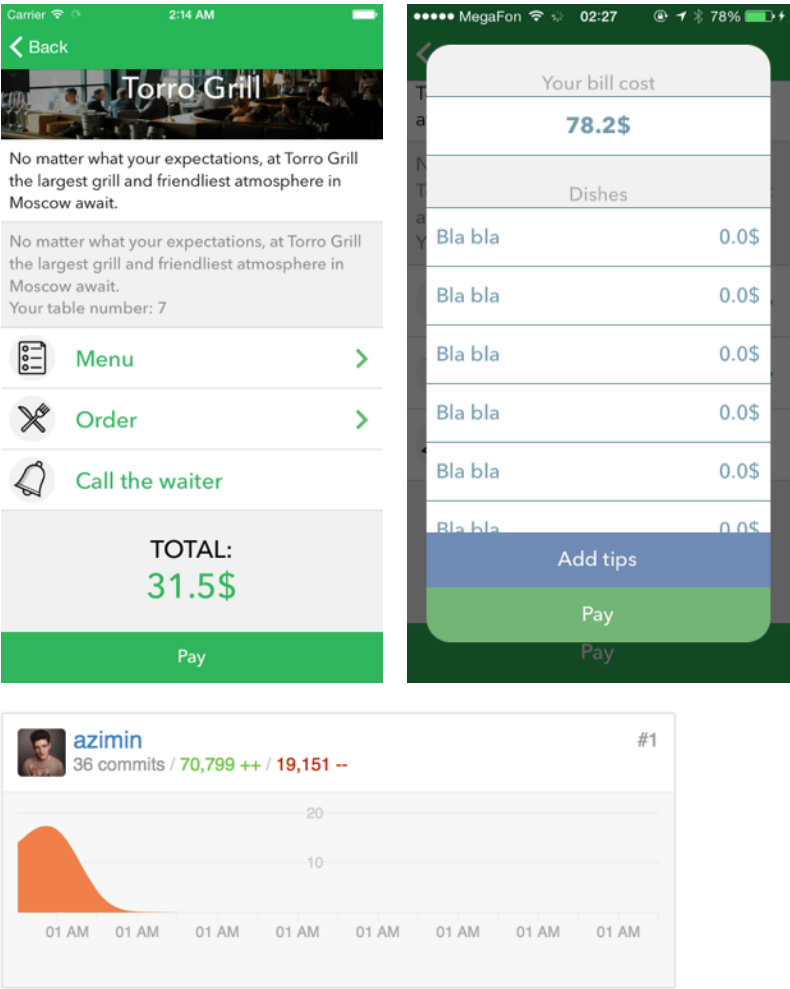 Carrier 2:14 AM
Back
Torro Grill
No matter what your expectations, at Torro Grill
the largest grill and friendliest atmosphere in
Moscow await.
No matter what your expectations, at Torro Grill
the largest grill and friendliest atmosphere in
Moscow await.
Your table number: 7
Menu
Order
Call the waiter
TOTAL:
31.5$
Pay
MegaFon 02:27 78%
Your bill cost
78.2$
Dishes
Bla bla 0.0$
Bla bla 0.0$
Bla bla 0.0$
Bla bla 0.0$
Bla bla 0.0$
Bla bla 0.0$
Add tips
Pay
Pay
azimin #1
36 commits / 70,799 ++ / 19,151 --
20
10
01 AM 01 AM 01 AM 01 AM 01 AM 01 AM 01 AM 01 AM